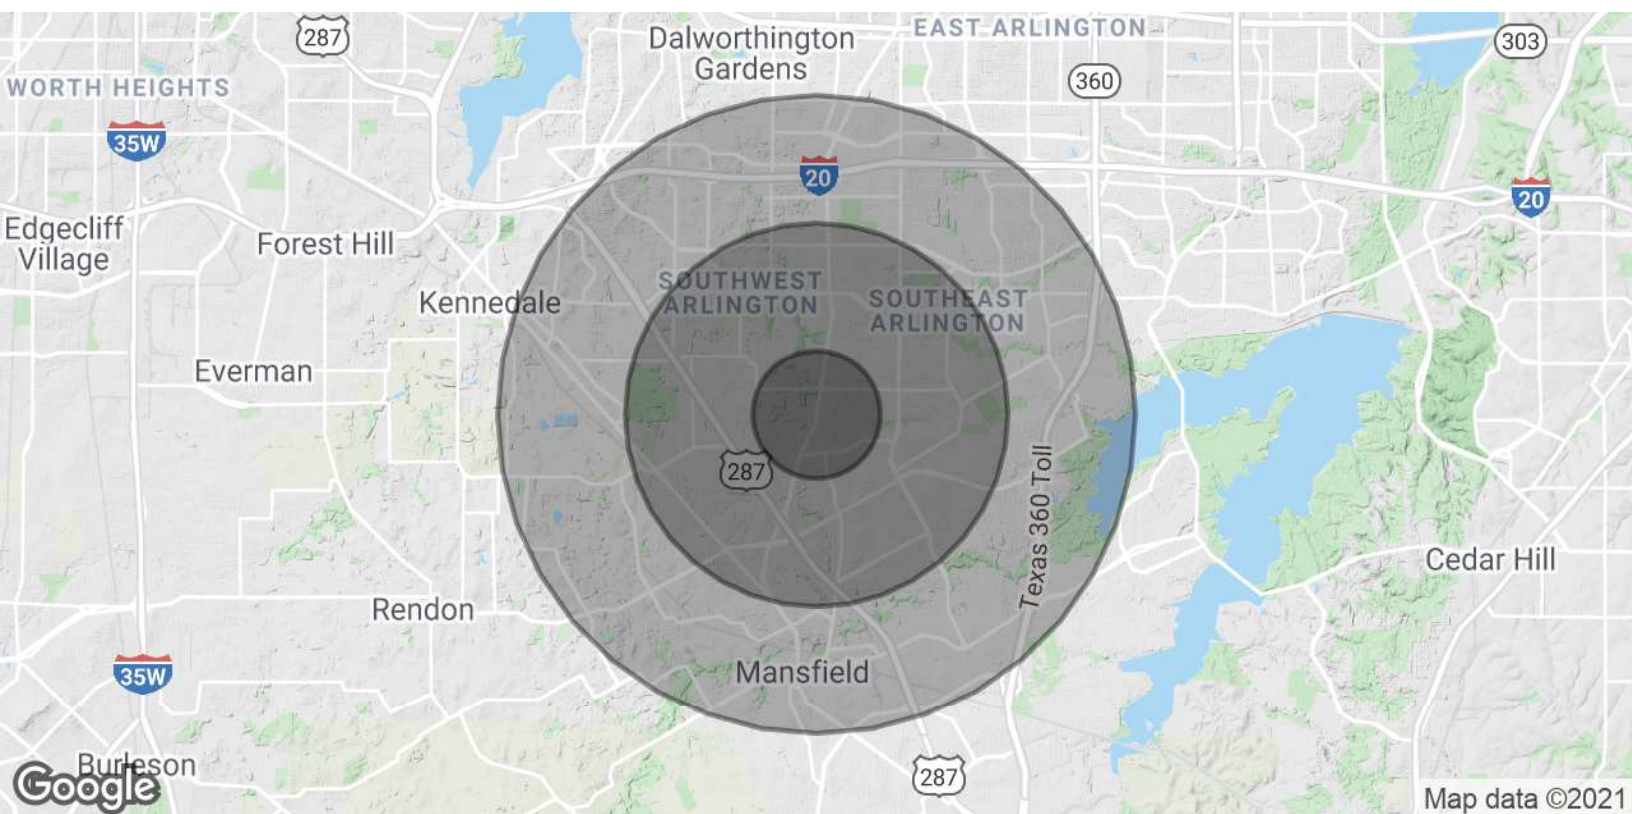 287
Dalworthington
Gardens
EAST ARLINGTON
303
360
WORTH HEIGHTS
35W
20
20
Edgecliff
Village
Forest Hill
Kennedale
SOUTHWEST
ARLINGTON
SOUTHEAST
ARLINGTON
Everman
287
Texas 360 Toll
Cedar Hill
Rendon
35W
Mansfield
Burleson
287
Google
Map data ©2021